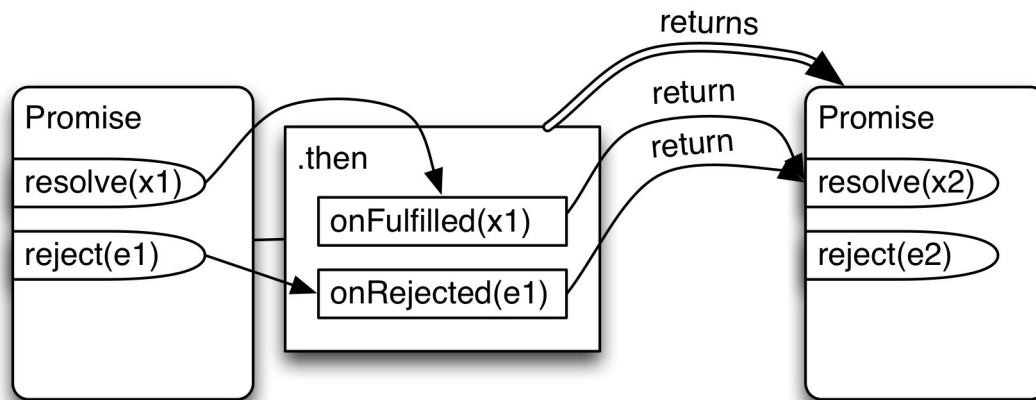 returns
return
return
Promise
resolve(x1)
reject(e1)
.then
onFulfilled(x1)
onRejected(e1)
Promise
resolve(x2)
reject(e2)